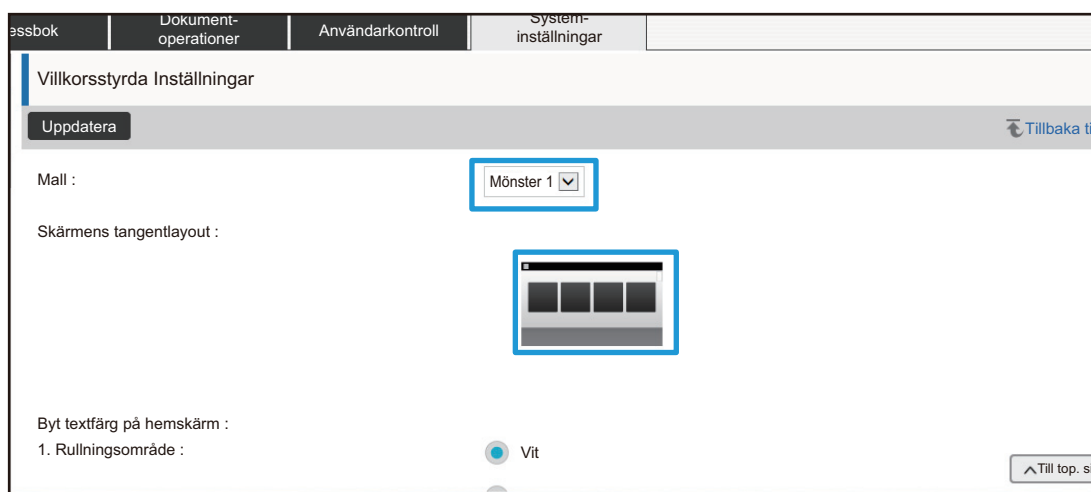 essbok
Dokument-
operationer
Användarkontroll
System-
inställningar
Villkorsstyrda Inställningar
Uppdatera
Tillbaka ti
Mall :
Mönster 1
Skärmens tangentlayout :
Byt textfärg på hemskärm :
1. Rullningsområde :
Vit
Till top. si